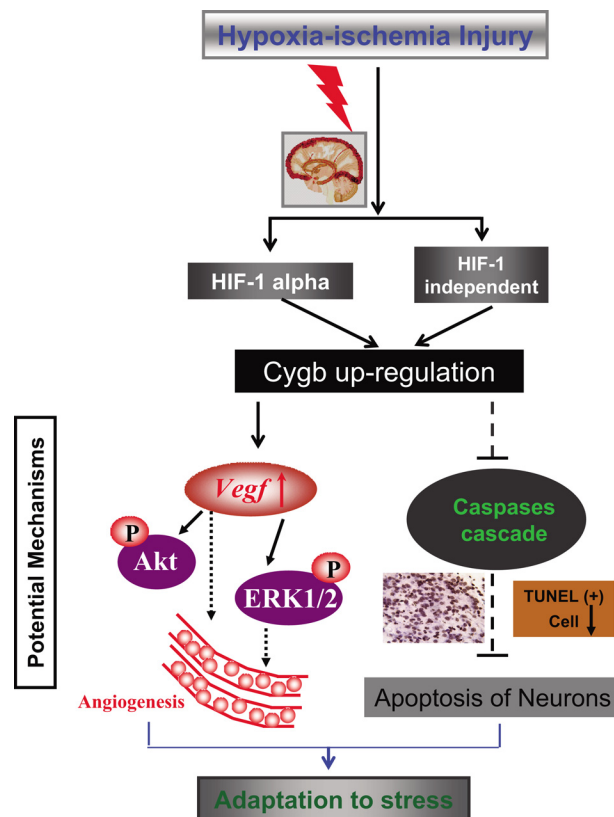 Hypoxia-ischemia Injury
HIF-1 alpha
HIF-1
independent
Cygb up-regulation
Potential Mechanisms
Vegf
P
Akt
P
ERK1/2
Angiogenesis
Caspases
cascade
TUNEL (+)
Cell
Apoptosis of Neurons
Adaptation to stress